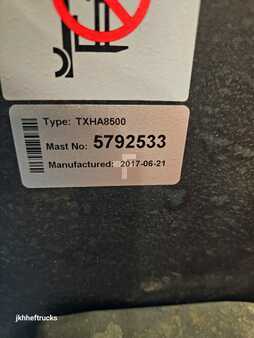 Type: TXHA8500
Mast No: 5792533
Manufactured: 2017-06-21
jkhheftrucks